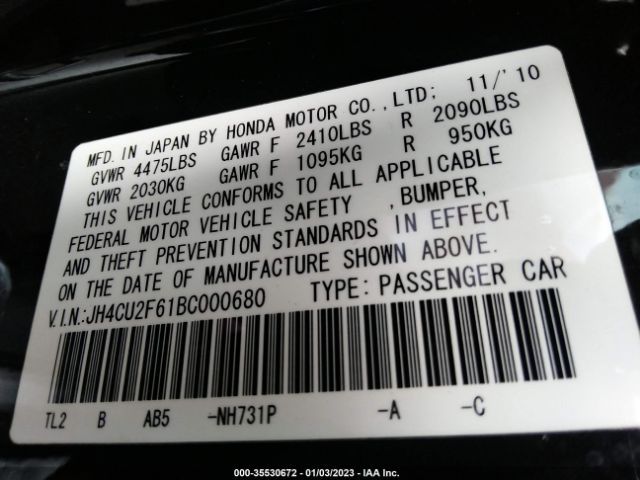 MFD. IN JAPAN BY HONDA MOTOR CO.,LTD: 11/'10
GVWR 4475LBS GAWR F 2410LBS R 2090LBS
GVWR 2030KG GAWR F 1095KG R 950KG
THIS VEHICLE CONFORMS TO ALL APPLICABLE
FEDERAL MOTOR VEHICLE SAFETY ,BUMPER,
AND THEFT PREVENTION STANDARDS IN EFFECT
ON THE DATE OF MANUFACTURE SHOWN ABOVE.
V.I.N.:JH4CU2F61BC000680 TYPE: PASSENGER CAR
TL2 B AB5 -NH731P -A -C
000-35530672 - 01/03/2023 - IAA Inc.